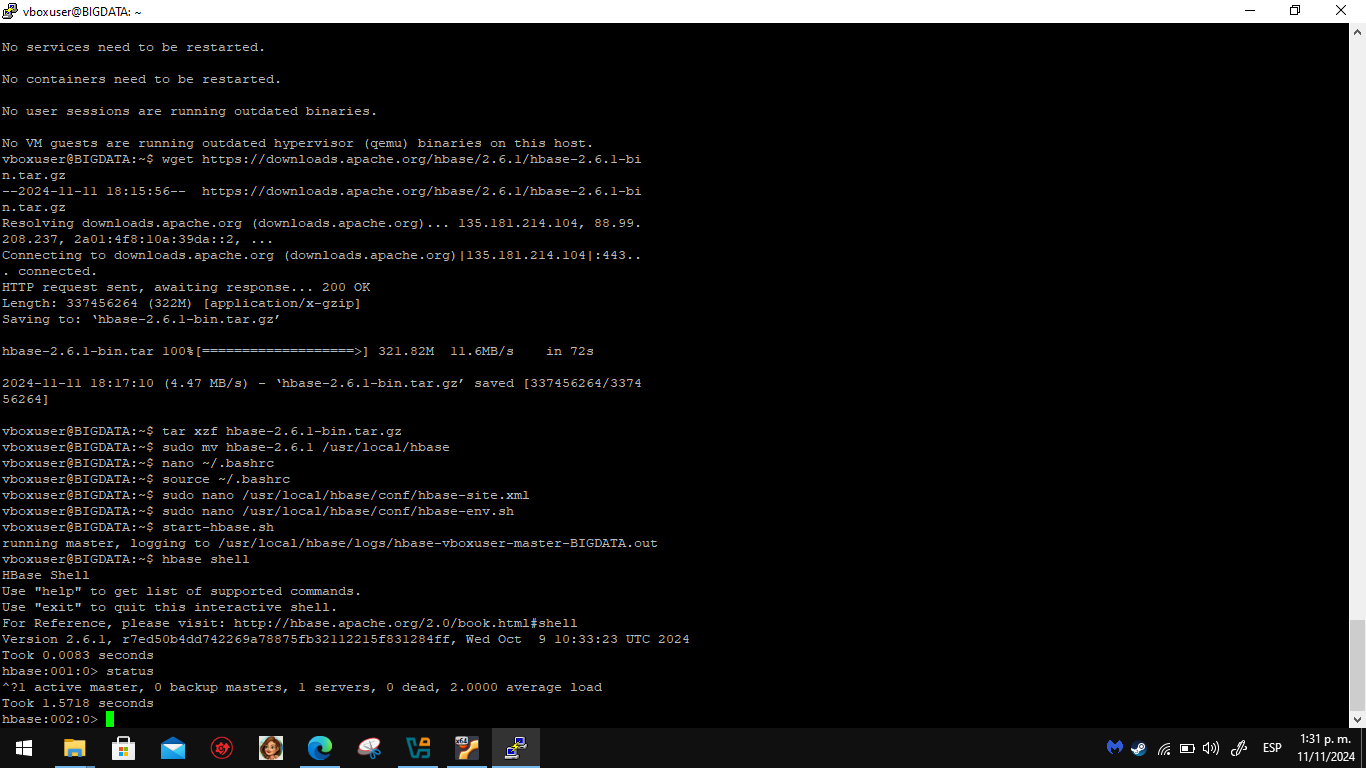 vboxuser@BIGDATA: ~
No services need to be restarted.
No containers need to be restarted.
No user sessions are running outdated binaries.
No VM guests are running outdated hypervisor (qemu) binaries on this host.
vboxuser@BIGDATA:~$ wget https://downloads.apache.org/hbase/2.6.1/hbase-2.6.1-bi
n.tar.gz
--2024-11-11 18:15:56--  https://downloads.apache.org/hbase/2.6.1/hbase-2.6.1-bi
n.tar.gz
Resolving downloads.apache.org (downloads.apache.org)... 135.181.214.104, 88.99.
208.237, 2a01:4f8:10a:39da::2, ...
Connecting to downloads.apache.org (downloads.apache.org)|135.181.214.104|:443..
. connected.
HTTP request sent, awaiting response... 200 OK
Length: 337456264 (322M) [application/x-gzip]
Saving to: ‘hbase-2.6.1-bin.tar.gz’
hbase-2.6.1-bin.tar 100%[===================>] 321.82M  11.6MB/s    in 72s
2024-11-11 18:17:10 (4.47 MB/s) - ‘hbase-2.6.1-bin.tar.gz’ saved [337456264/3374
56264]
vboxuser@BIGDATA:~$ tar xzf hbase-2.6.1-bin.tar.gz
vboxuser@BIGDATA:~$ sudo mv hbase-2.6.1 /usr/local/hbase
vboxuser@BIGDATA:~$ nano ~/.bashrc
vboxuser@BIGDATA:~$ source ~/.bashrc
vboxuser@BIGDATA:~$ sudo nano /usr/local/hbase/conf/hbase-site.xml
vboxuser@BIGDATA:~$ sudo nano /usr/local/hbase/conf/hbase-env.sh
vboxuser@BIGDATA:~$ start-hbase.sh
running master, logging to /usr/local/hbase/logs/hbase-vboxuser-master-BIGDATA.out
vboxuser@BIGDATA:~$ hbase shell
HBase Shell
Use "help" to get list of supported commands.
Use "exit" to quit this interactive shell.
For Reference, please visit: http://hbase.apache.org/2.0/book.html#shell
Version 2.6.1, r7ed50b4dd742269a78875fb32112215f831284ff, Wed Oct  9 10:33:23 UTC 2024
Took 0.0083 seconds
hbase:001:0> status
^?1 active master, 0 backup masters, 1 servers, 0 dead, 2.0000 average load
Took 1.5718 seconds
hbase:002:0>
ESP
1:31 p. m.
11/11/2024